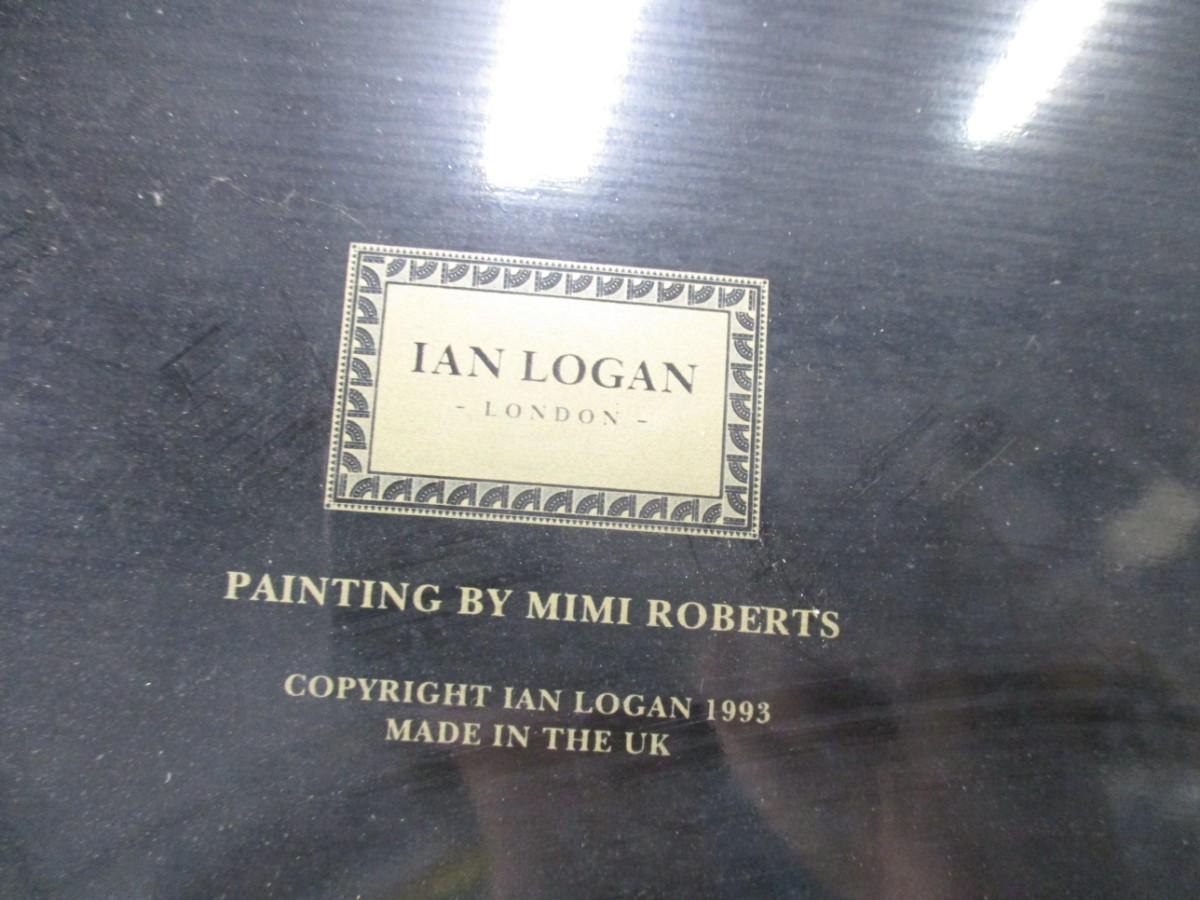 IAN LOGAN
- LONDON -
PAINTING BY MIMI ROBERTS
COPYRIGHT IAN LOGAN 1993
MADE IN THE UK